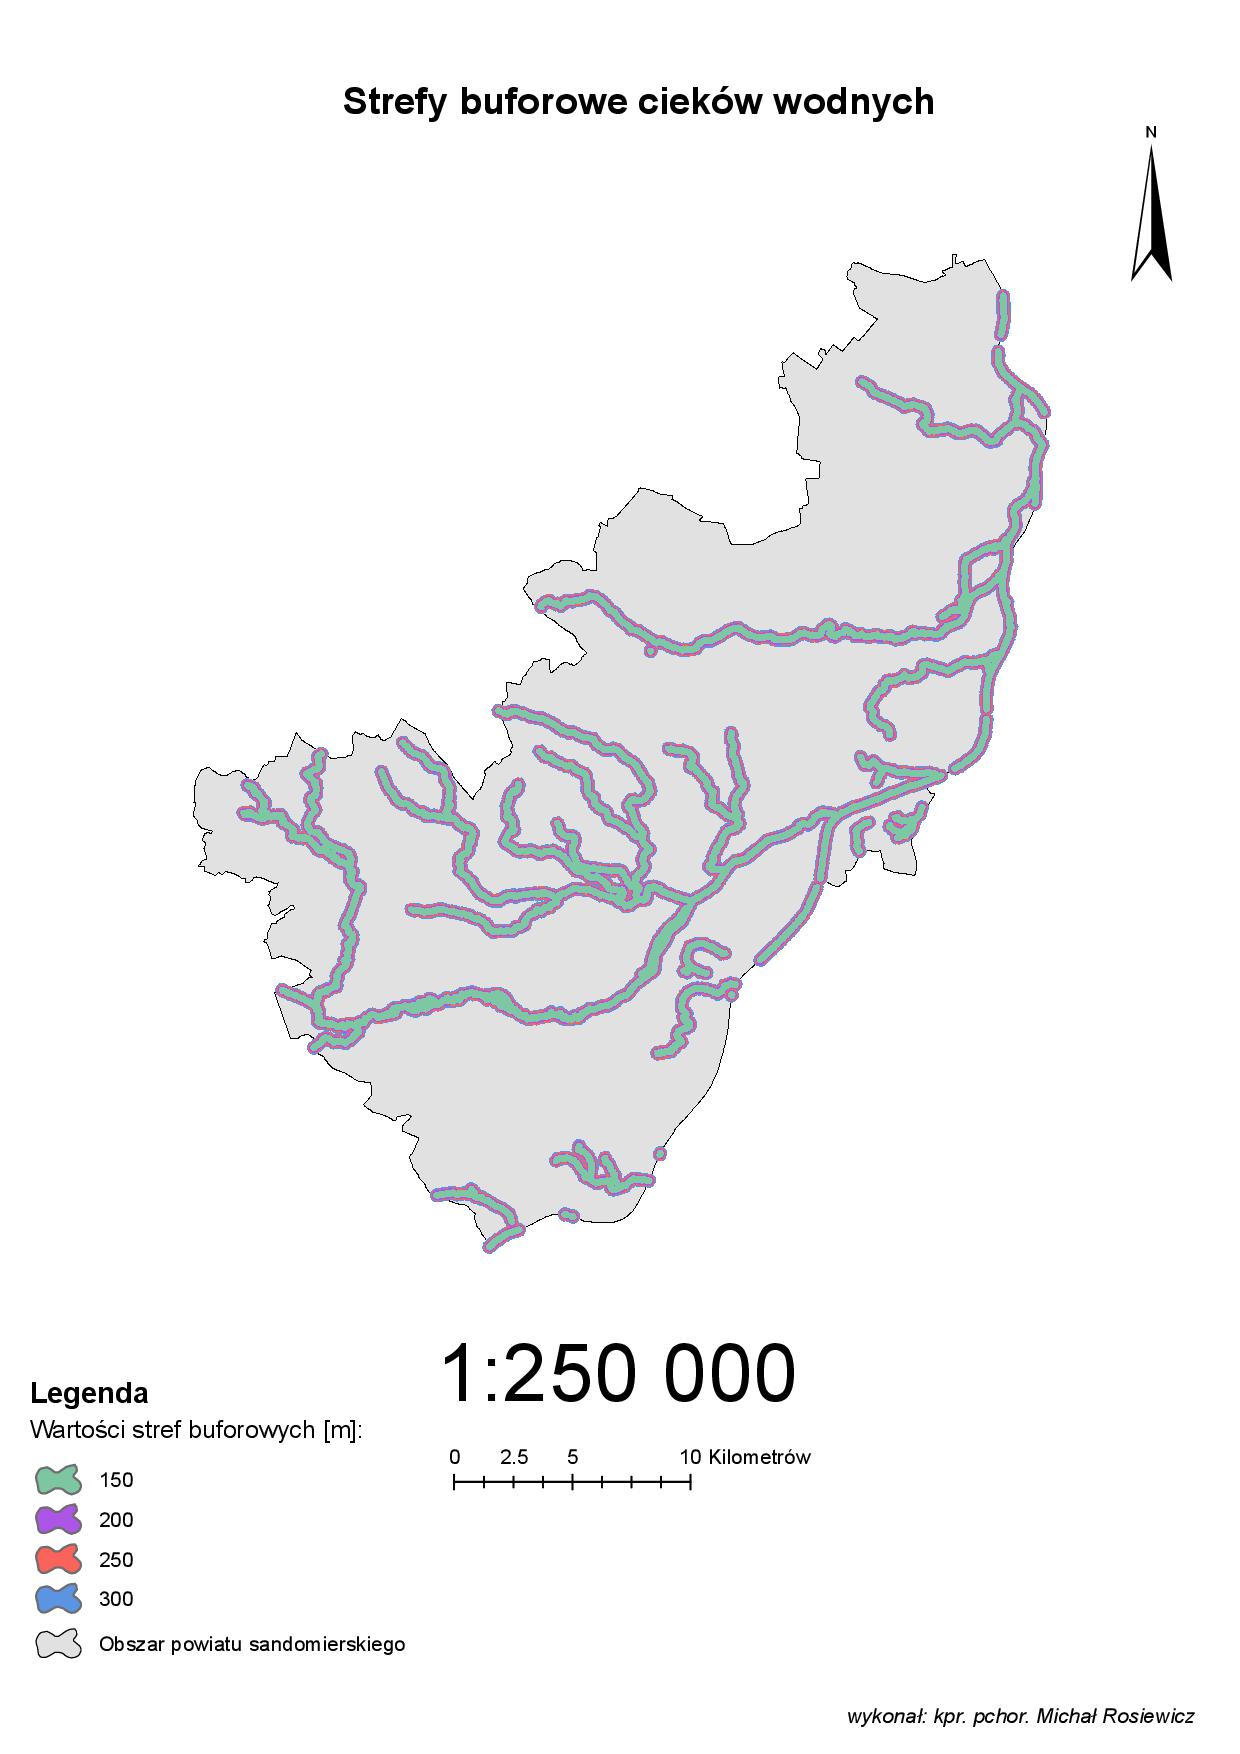 Strefy buforowe cieków wodnych
N
1:250 000
Legenda
Wartości stref buforowych [m]:
0 2.5 5 10 Kilometrów
150
200
250
300
Obszar powiatu sandomierskiego
wykonał: kpr. pchor. Michał Rosiewicz